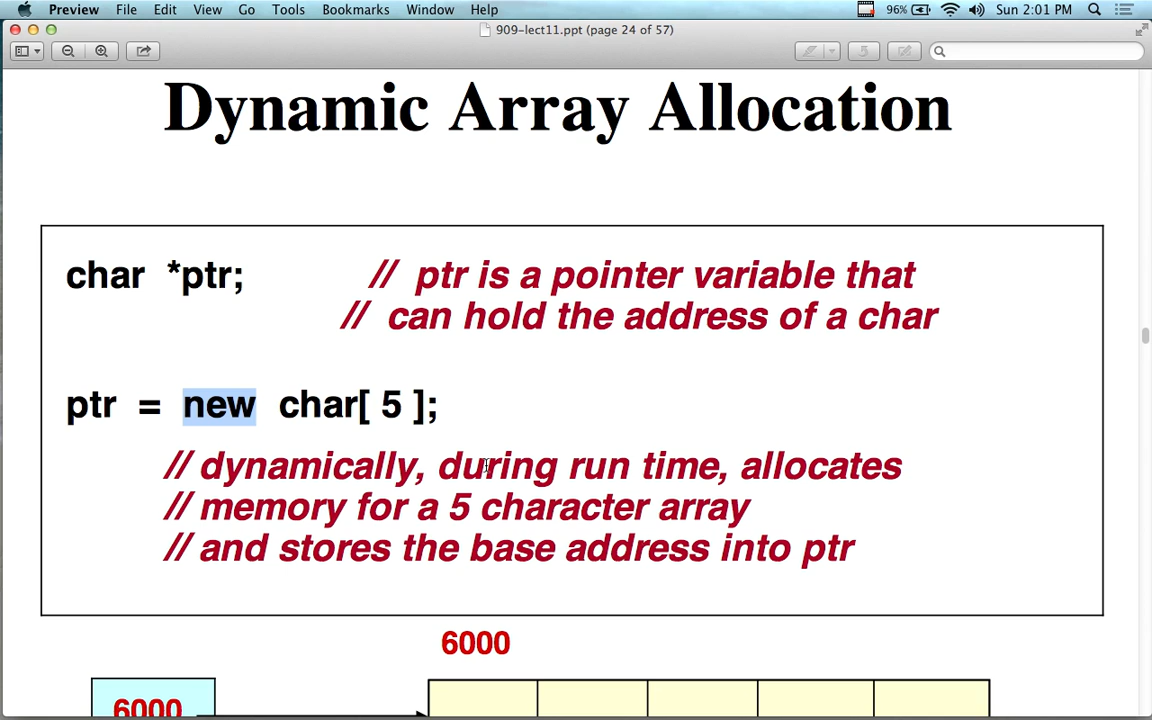 Preview File Edit View Go Tools Bookmarks Window Help 96% Sun 2:01 PM
909-lect11.ppt (page 24 of 57)
Dynamic Array Allocation
char *ptr; // ptr is a pointer variable that
// can hold the address of a char
ptr = new char[ 5 ];
// dynamically, during run time, allocates
// memory for a 5 character array
// and stores the base address into ptr
6000
6000